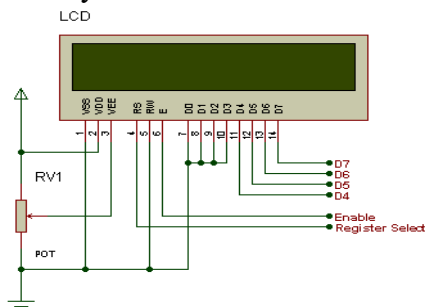 LCD
VSS VDD VEE RS RW E D0 D1 D2 D3 D4 D5 D6 D7
1 2 3 4 5 6 7 8 9 10 11 12 13 14
D7
D6
D5
D4
RV1
Enable
Register Select
POT